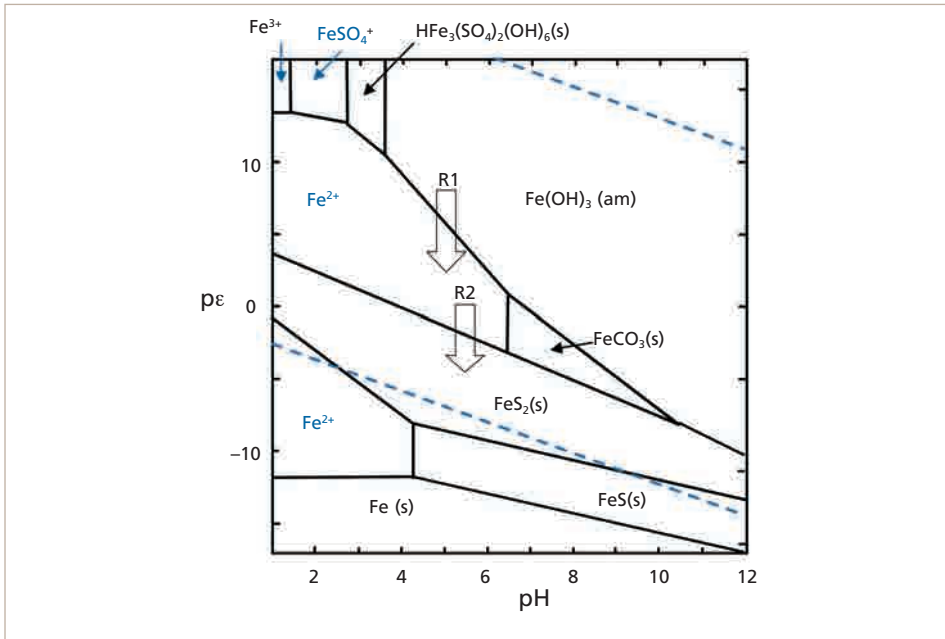 Fe³⁺
FeSO₄⁺
HFe₃(SO₄)₂(OH)₆(s)
10
R1
Fe²⁺
Fe(OH)₃ (am)
pε
0
R2
FeCO₃(s)
FeS₂(s)
Fe²⁺
−10
FeS(s)
Fe (s)
2
4
6
8
10
12
pH